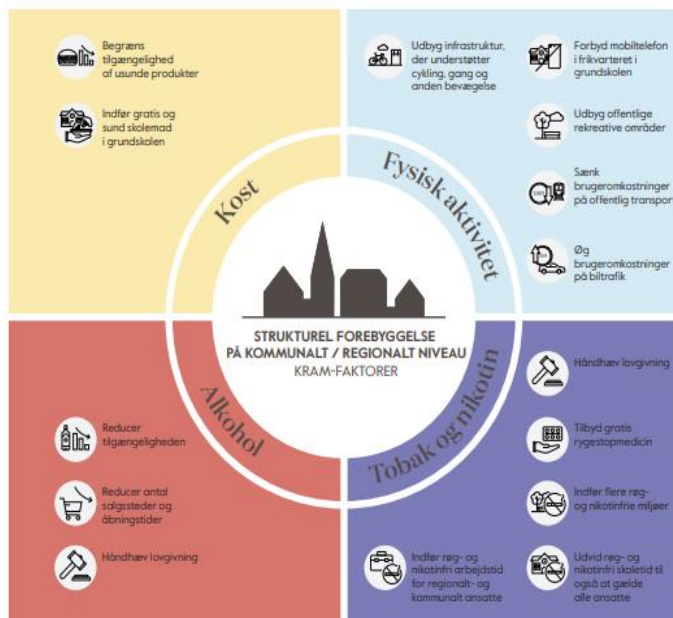 Begræns
tilgængelighed
af usunde produkter
Indfør gratis og
sund skolemad
i grundskolen
Kost
Udbyg infrastruktur,
der understøtter
cykling, gang og
anden bevægelse
Forbyd mobiltelefon
i frikvarteret i
grundskolen
Udbyg offentlige
rekreative områder
Sænk
brugeromkostninger
på offentlig transport
Øg
brugeromkostninger
på biltrafik
Fysisk aktivitet
STRUKTUREL FOREBYGGELSE
PÅ KOMMUNALT / REGIONALT NIVEAU
KRAM-FAKTORER
Alkohol
Reducer
tilgængeligheden
Reducer antal
salgssteder og
åbningstider
Håndhæv lovgivning
Tobak og nikotin
Håndhæv lovgivning
Tilbyd gratis
rygestopmedicin
Indfør flere røg-
og nikotinfrie miljøer
Indfør røg- og
nikotinfri arbejdstid
for regionalt- og
kommunalt ansatte
Udvid røg- og
nikotinfri skoletid til
også at gælde
alle ansatte